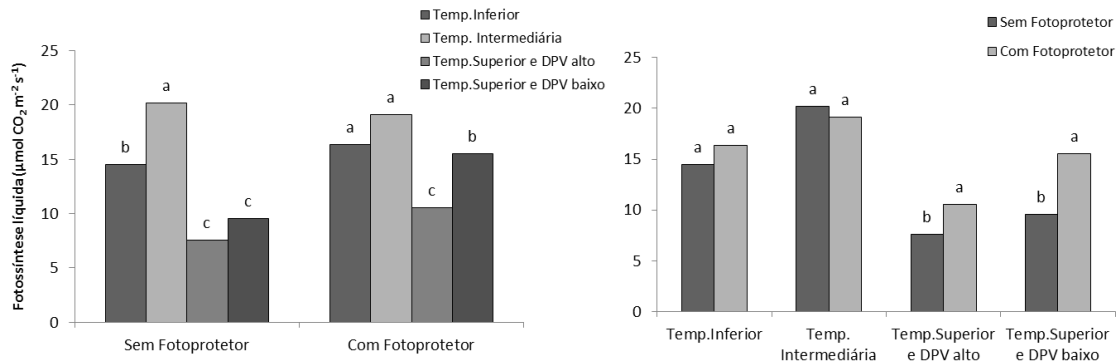 Temp.Inferior
Temp. Intermediária
Temp.Superior e DPV alto
Temp.Superior e DPV baixo
Fotossíntese líquida (µmol CO₂ m⁻² s⁻¹)
25
20
15
10
5
0
b
a
c
c
a
a
c
b
Sem Fotoprotetor
Com Fotoprotetor
Sem Fotoprotetor
Com Fotoprotetor
25
20
15
10
5
0
a
a
a
a
b
a
b
a
Temp.Inferior
Temp.
Intermediária
Temp.Superior
e DPV alto
Temp.Superior
e DPV baixo